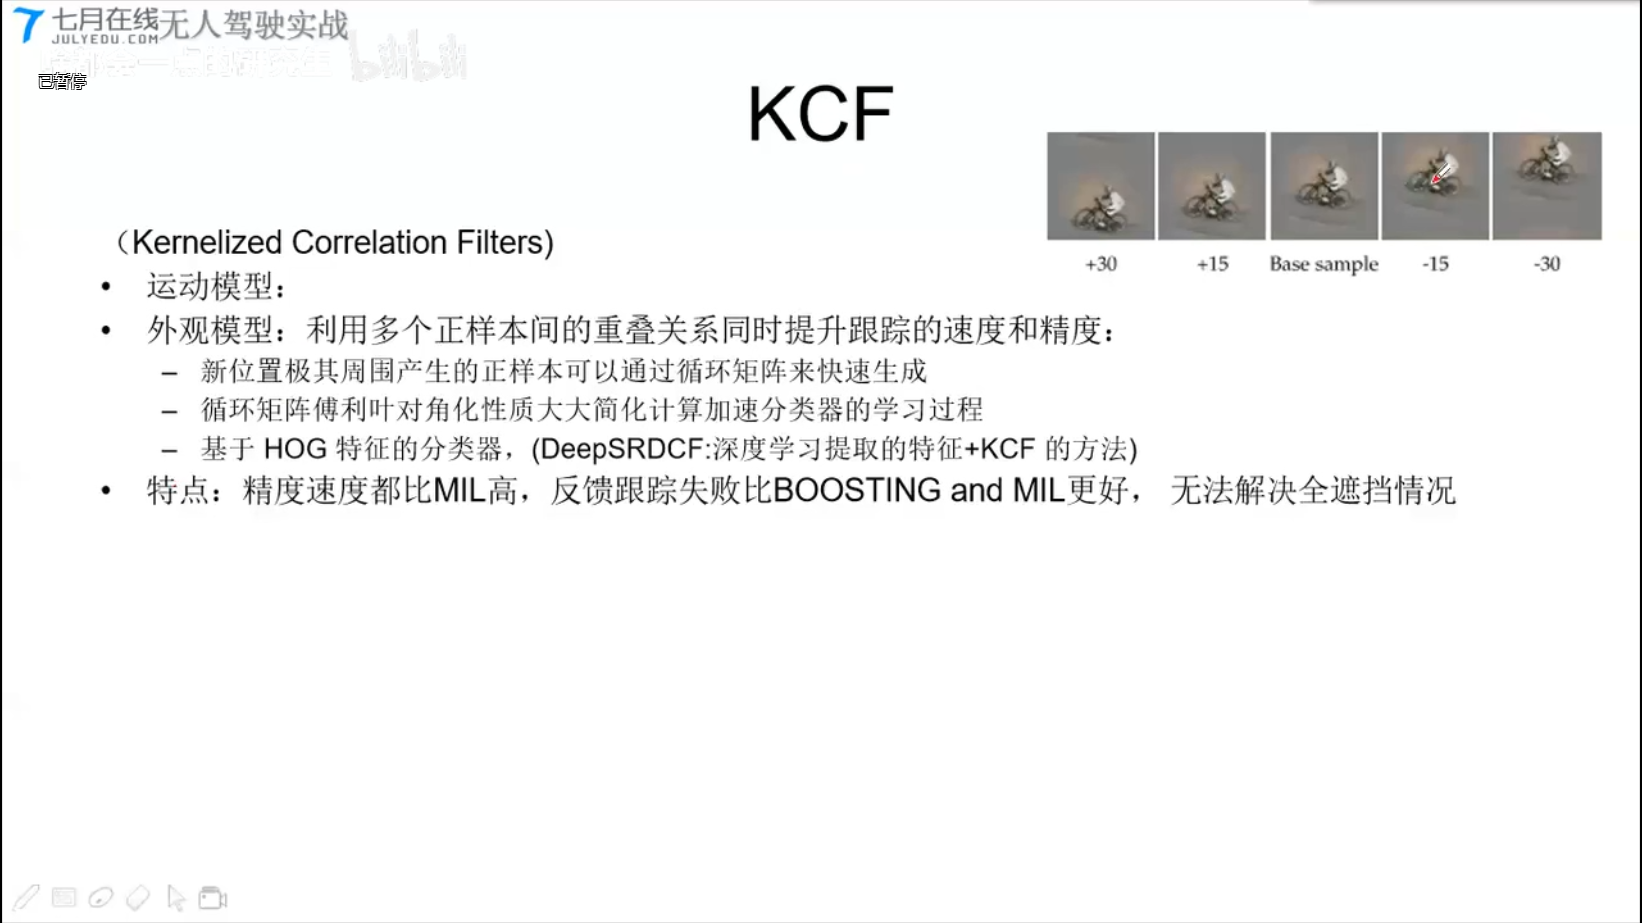 七月在线无人驾驶实战
JULYEDU.COM
bilibili
已暂停
KCF
+30 +15 Base sample -15 -30
（Kernelized Correlation Filters)
• 运动模型：
• 外观模型：利用多个正样本间的重叠关系同时提升跟踪的速度和精度：
– 新位置极其周围产生的正样本可以通过循环矩阵来快速生成
– 循环矩阵傅利叶对角化性质大大简化计算加速分类器的学习过程
– 基于 HOG 特征的分类器，(DeepSRDCF:深度学习提取的特征+KCF 的方法)
• 特点：精度速度都比MIL高，反馈跟踪失败比BOOSTING and MIL更好， 无法解决全遮挡情况